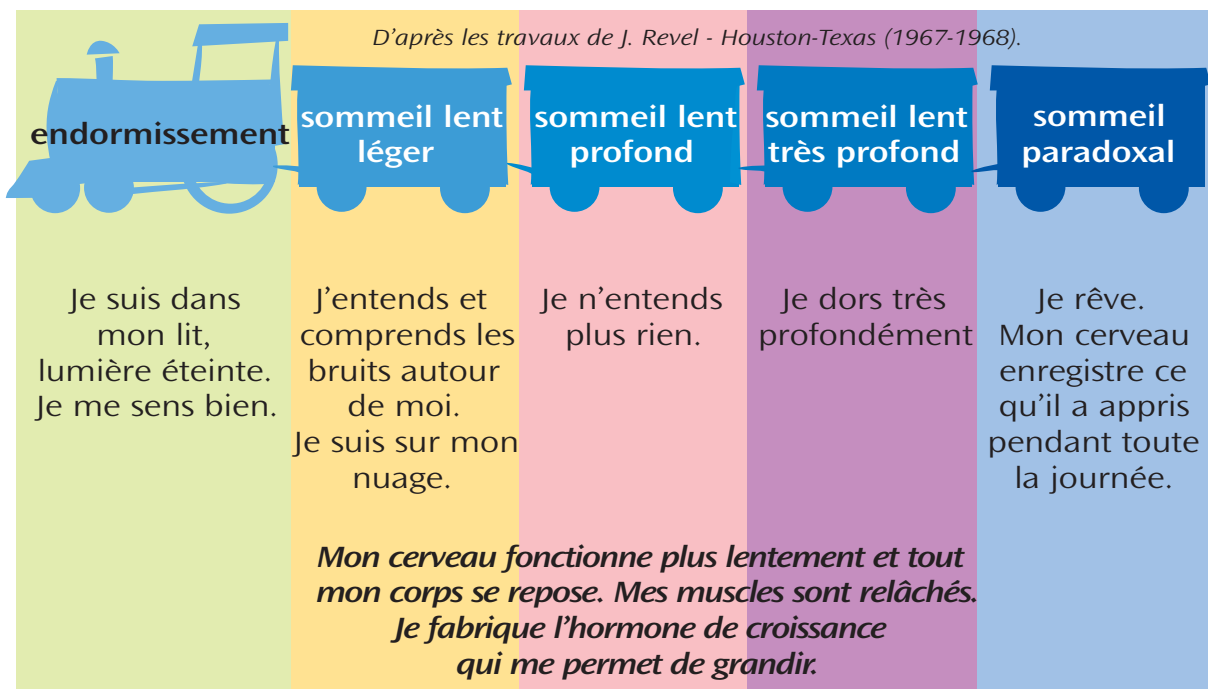 D'après les travaux de J. Revel - Houston-Texas (1967-1968).
endormissement
sommeil lent
léger
sommeil lent
profond
sommeil lent
très profond
sommeil
paradoxal
Je suis dans
mon lit,
lumière éteinte.
Je me sens bien.
J'entends et
comprends les
bruits autour
de moi.
Je suis sur mon
nuage.
Je n'entends
plus rien.
Je dors très
profondément
Je rêve.
Mon cerveau
enregistre ce
qu'il a appris
pendant toute
la journée.
Mon cerveau fonctionne plus lentement et tout
mon corps se repose. Mes muscles sont relâchés.
Je fabrique l'hormone de croissance
qui me permet de grandir.